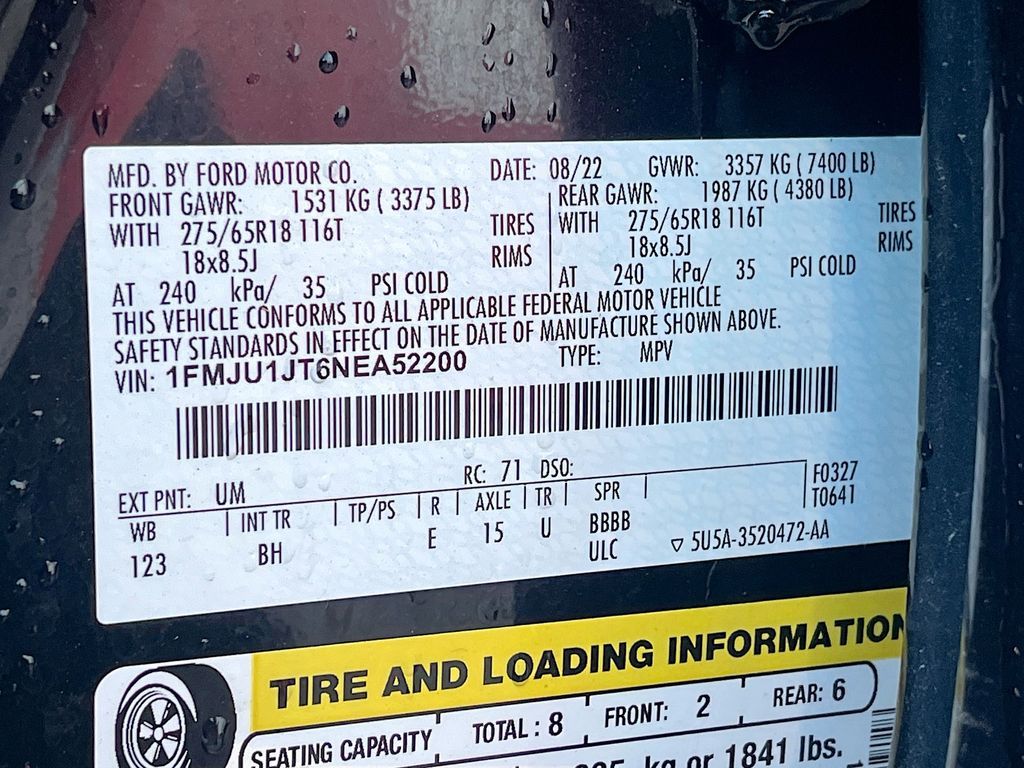 MFD. BY FORD MOTOR CO. DATE: 08/22 GVWR: 3357 KG ( 7400 LB)
FRONT GAWR: 1531 KG ( 3375 LB) REAR GAWR: 1987 KG ( 4380 LB)
WITH 275/65R18 116T TIRES WITH 275/65R18 116T TIRES
18x8.5J RIMS 18x8.5J RIMS
AT 240 kPa/ 35 PSI COLD AT 240 kPa/ 35 PSI COLD
THIS VEHICLE CONFORMS TO ALL APPLICABLE FEDERAL MOTOR VEHICLE
SAFETY STANDARDS IN EFFECT ON THE DATE OF MANUFACTURE SHOWN ABOVE.
VIN: 1FMJU1JT6NEA52200 TYPE: MPV
EXT PNT: UM RC: 71 DSO: F0327
WB INT TR TP/PS R AXLE TR SPR T0641
123 BH E 15 U BBBB
ULC 5U5A-3520472-AA
TIRE AND LOADING INFORMATION
SEATING CAPACITY TOTAL : 8 FRONT: 2 REAR: 6
kg or 1841 lbs.